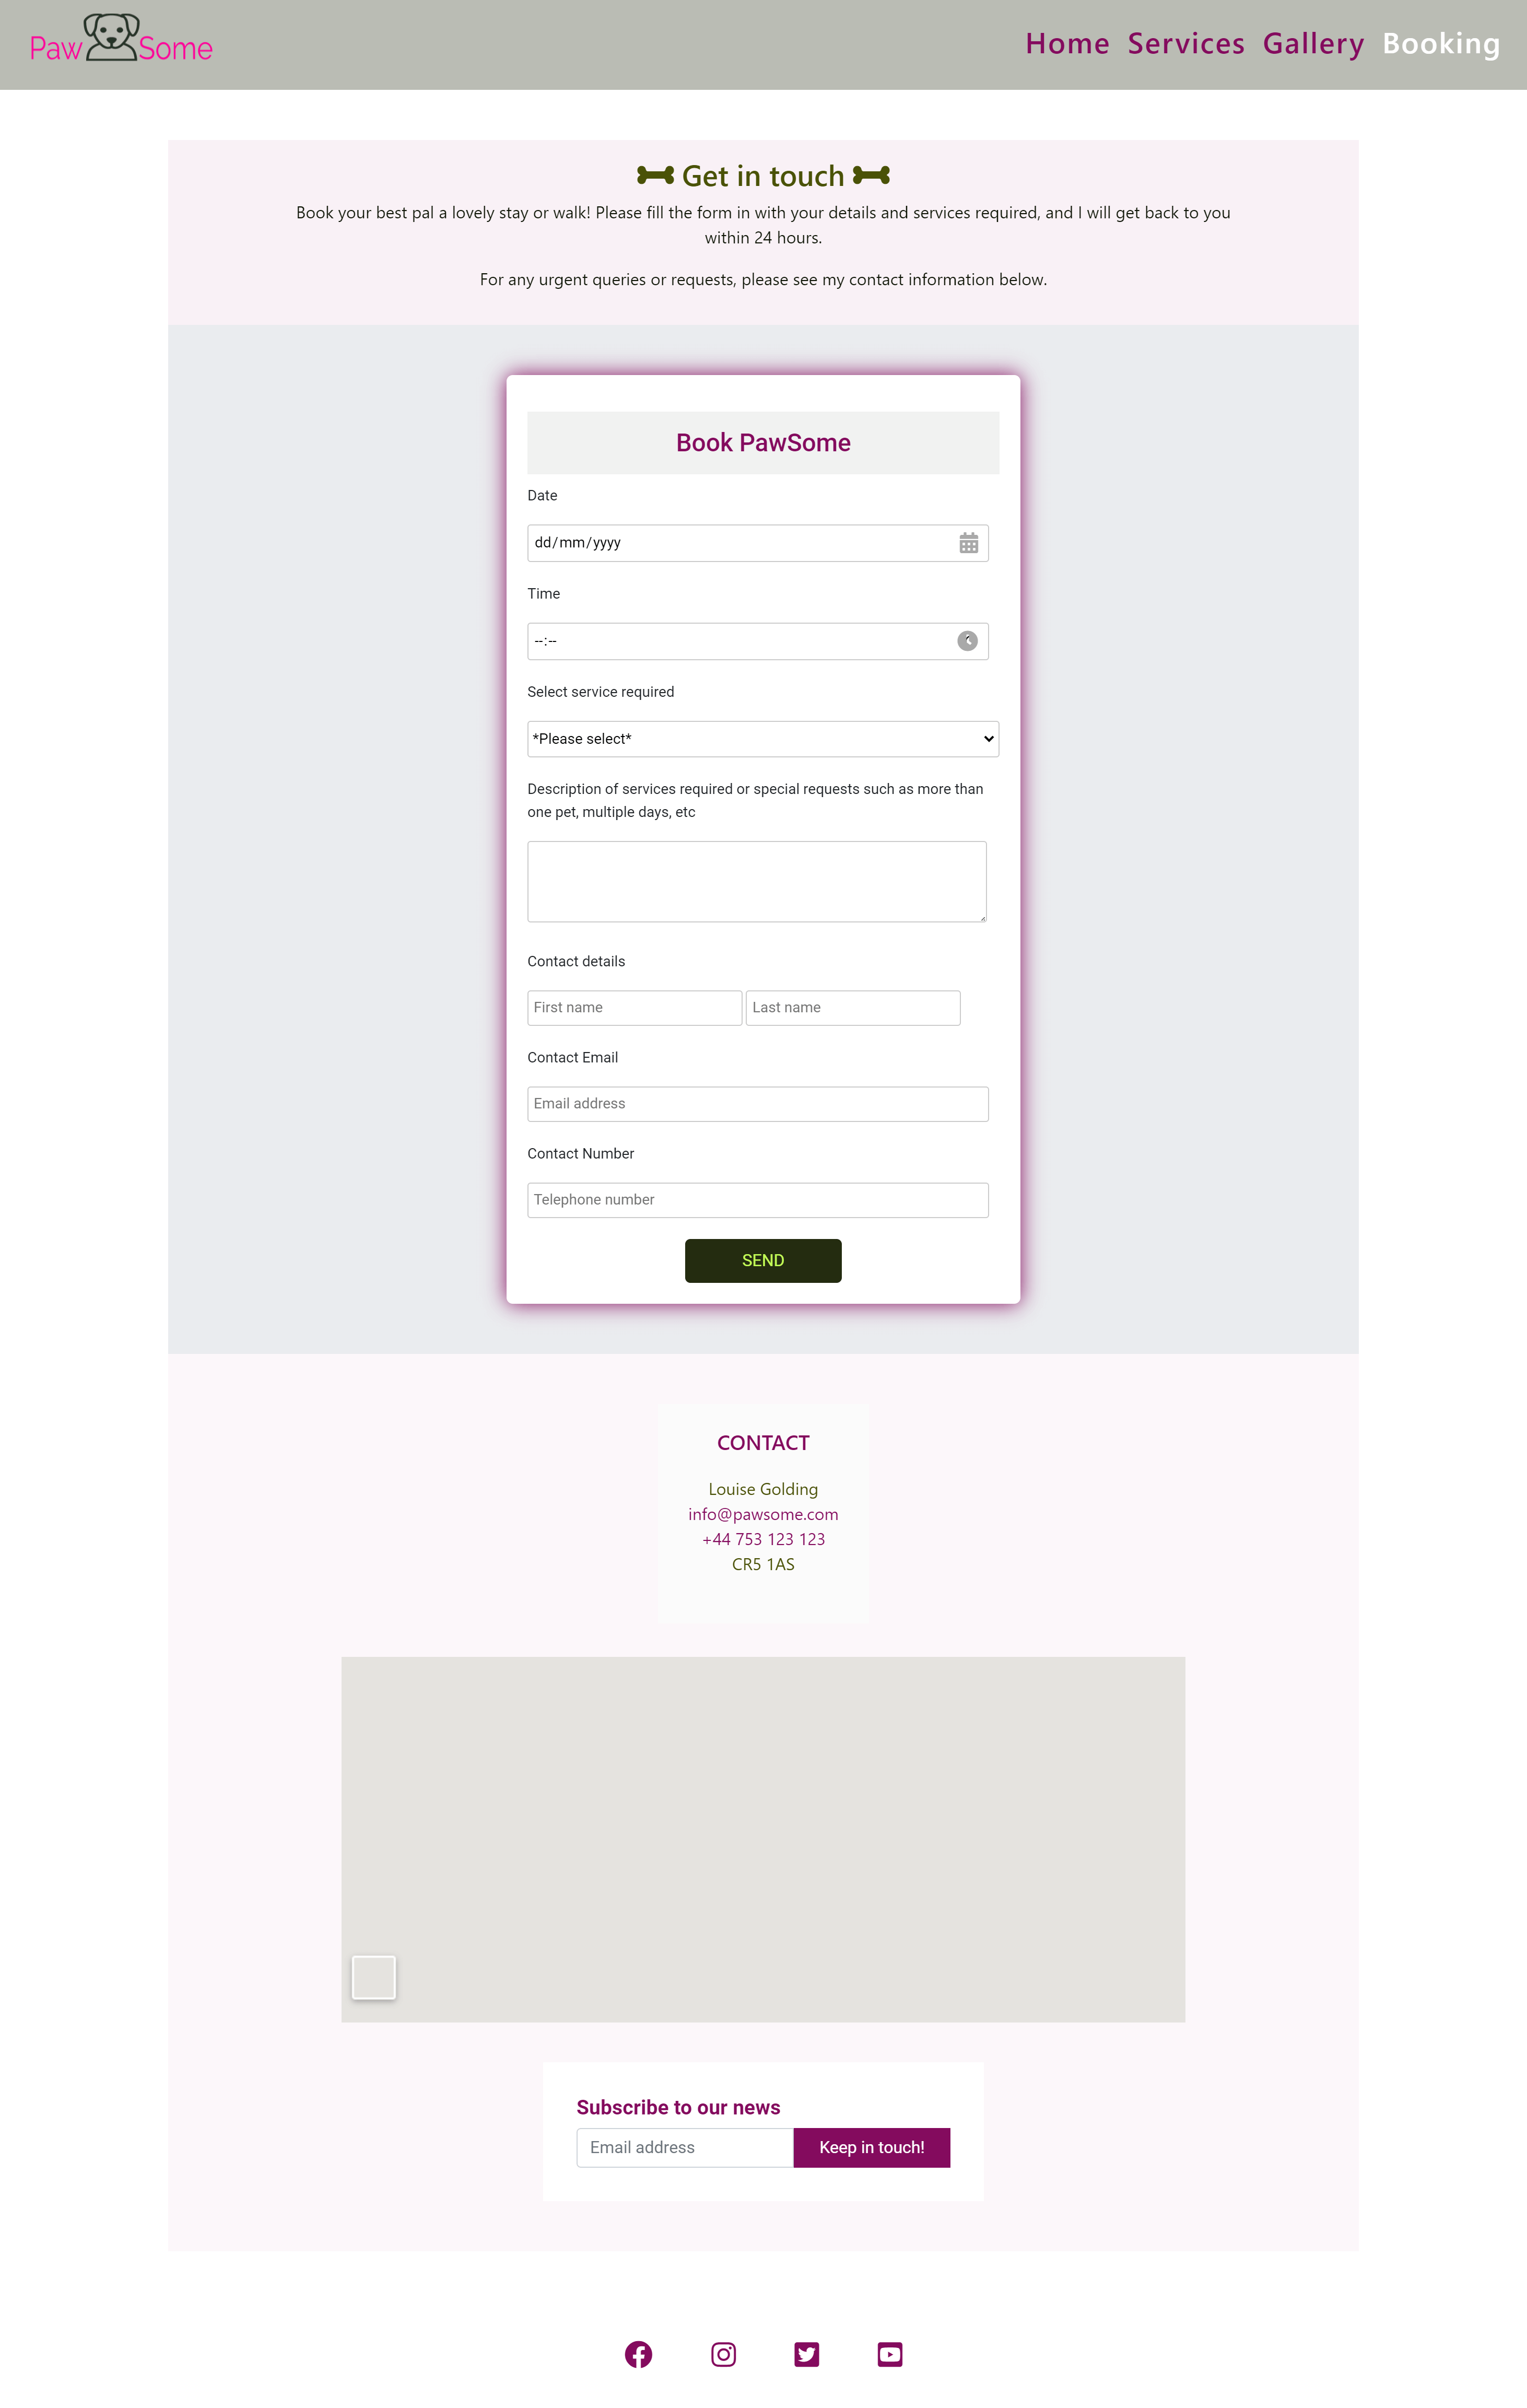 Paw Some
Home Services Gallery Booking
Get in touch
Book your best pal a lovely stay or walk! Please fill the form in with your details and services required, and I will get back to you
within 24 hours.
For any urgent queries or requests, please see my contact information below.
Book PawSome
Date
dd/mm/yyyy
Time
--:--
Select service required
*Please select*
Description of services required or special requests such as more than
one pet, multiple days, etc
Contact details
First name Last name
Contact Email
Email address
Contact Number
Telephone number
SEND
CONTACT
Louise Golding
info@pawsome.com
+44 753 123 123
CR5 1AS
Subscribe to our news
Email address Keep in touch!